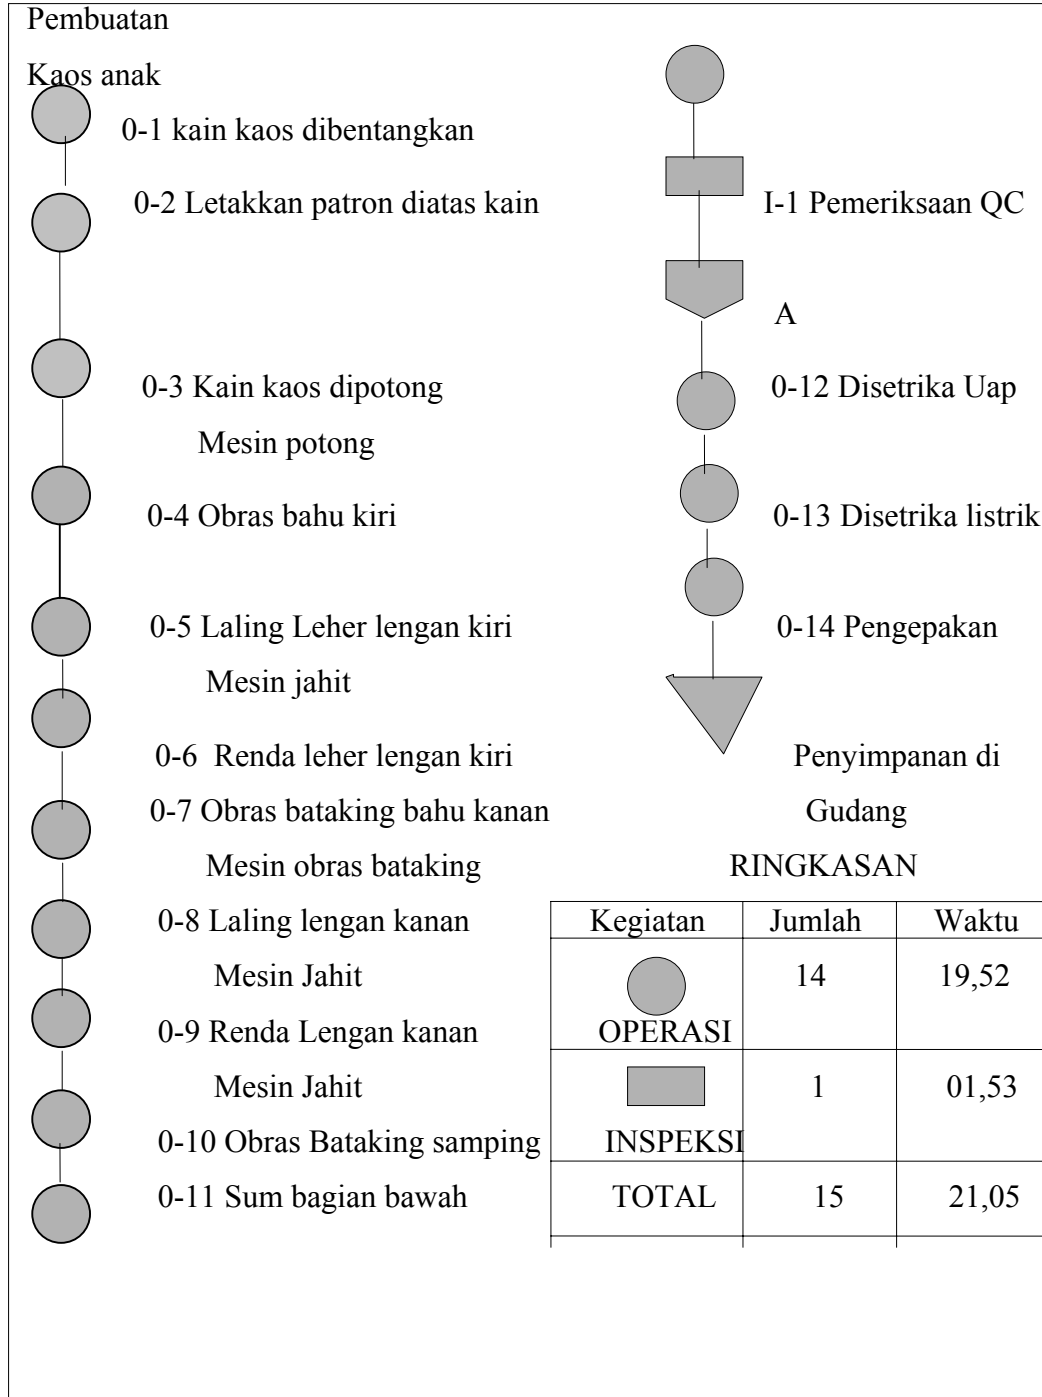 Pembuatan
Kaos anak
0-1 kain kaos dibentangkan
0-2 Letakkan patron diatas kain
0-3 Kain kaos dipotong
Mesin potong
0-4 Obras bahu kiri
0-5 Laling Leher lengan kiri
Mesin jahit
0-6 Renda leher lengan kiri
0-7 Obras bataking bahu kanan
Mesin obras bataking
0-8 Laling lengan kanan
Mesin Jahit
0-9 Renda Lengan kanan
Mesin Jahit
0-10 Obras Bataking samping
0-11 Sum bagian bawah
I-1 Pemeriksaan QC
A
0-12 Disetrika Uap
0-13 Disetrika listrik
0-14 Pengepakan
Penyimpanan di
Gudang
RINGKASAN
Kegiatan Jumlah Waktu
14 19,52
OPERASI
1 01,53
INSPEKSI
TOTAL 15 21,05